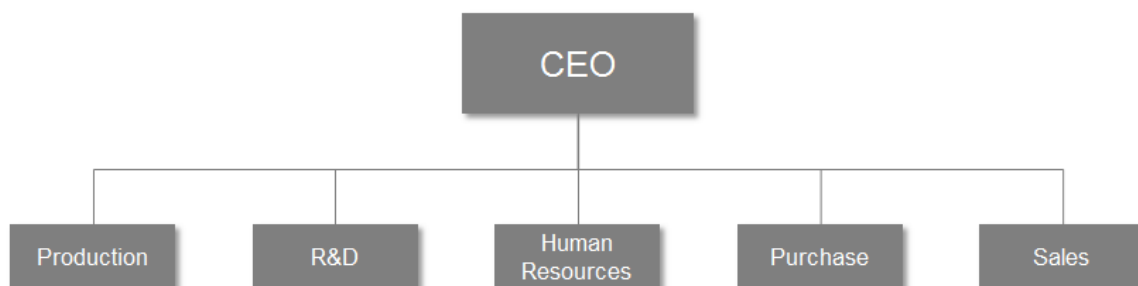 CEO
Production
R&D
Human
Resources
Purchase
Sales